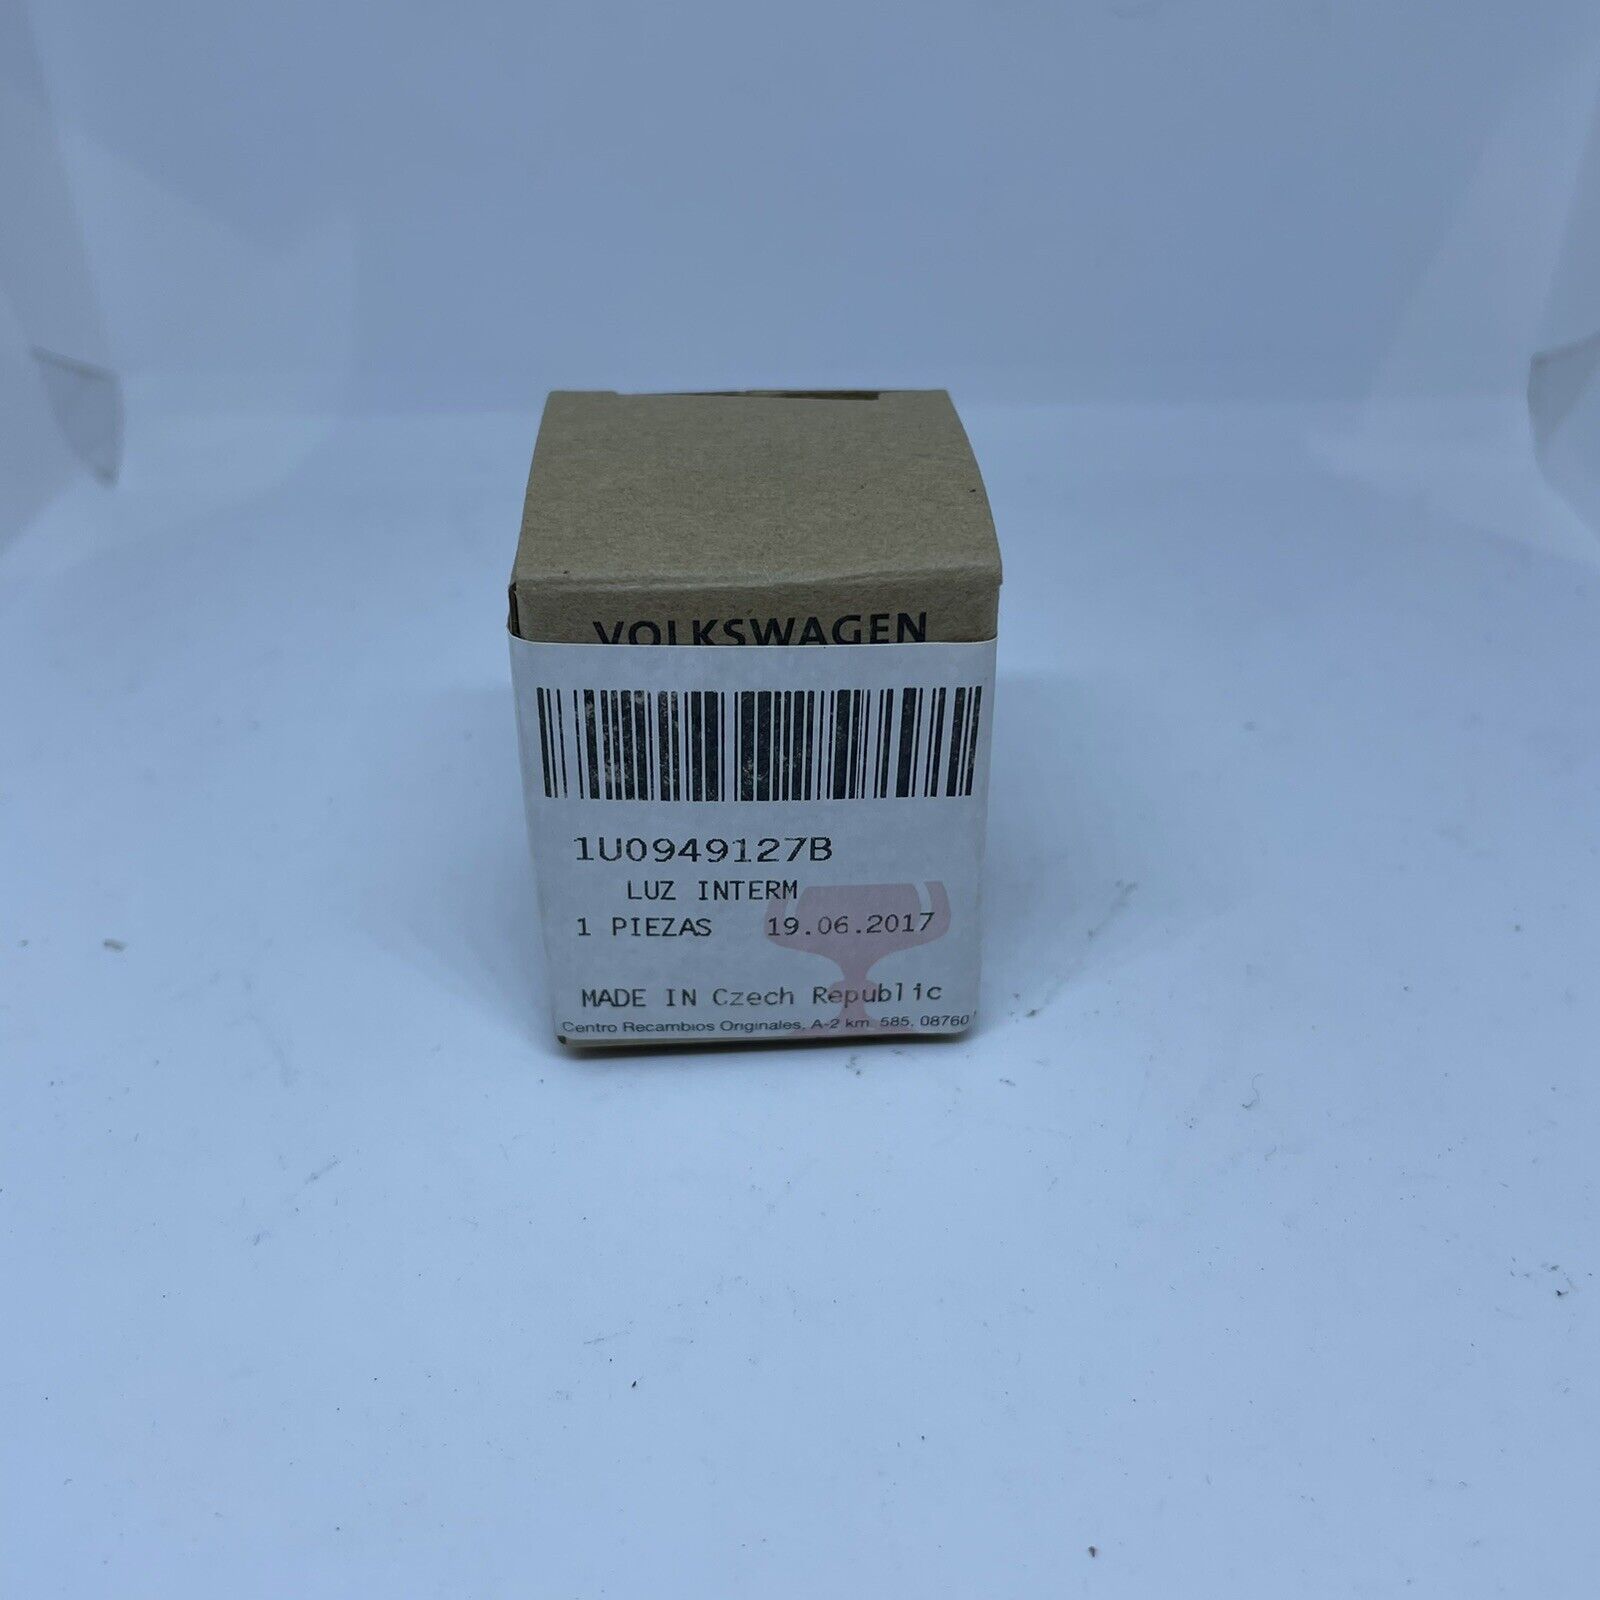 VOLKSWAGEN
1U0949127B
LUZ INTERM
1 PIEZAS 19.06.2017
MADE IN Czech Republic
Centro Recambios Originales, A-2 km. 585, 08760